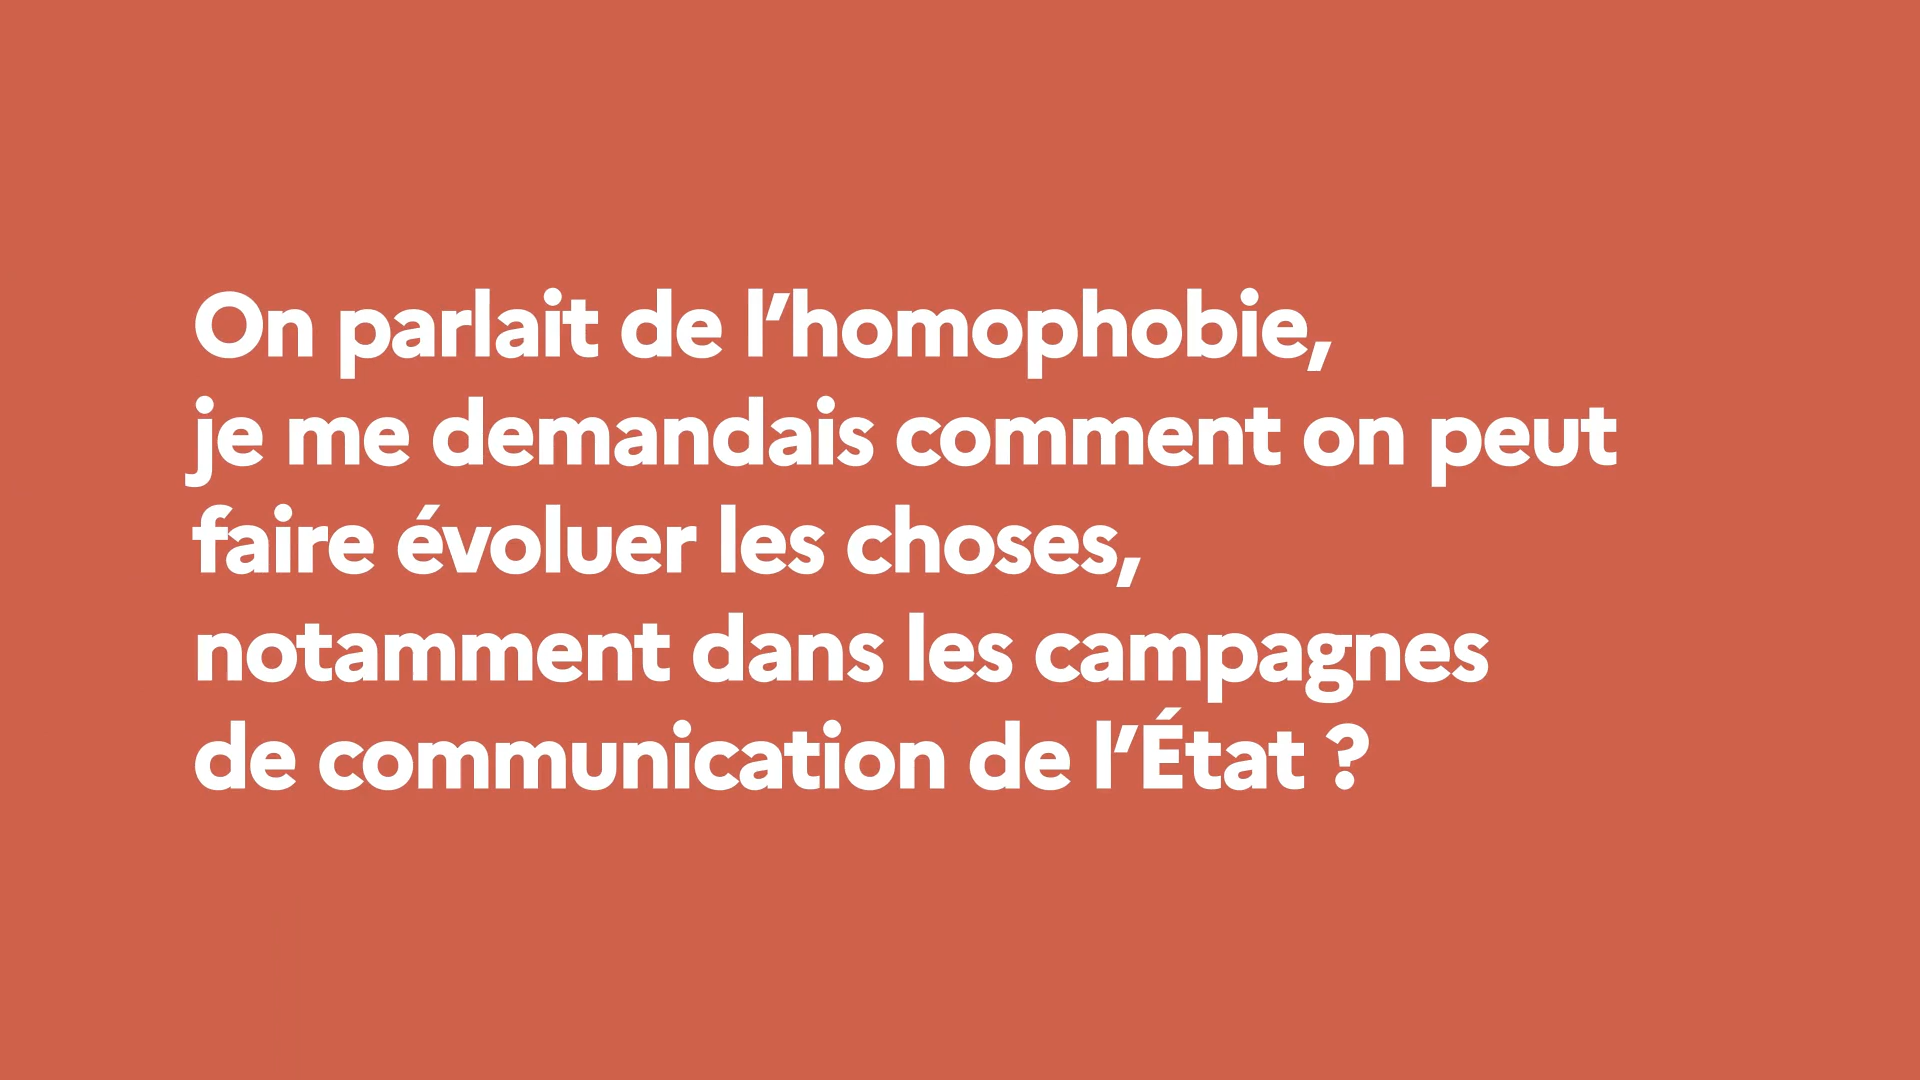 On parlait de l’homophobie,
je me demandais comment on peut
faire évoluer les choses,
notamment dans les campagnes
de communication de l’État ?